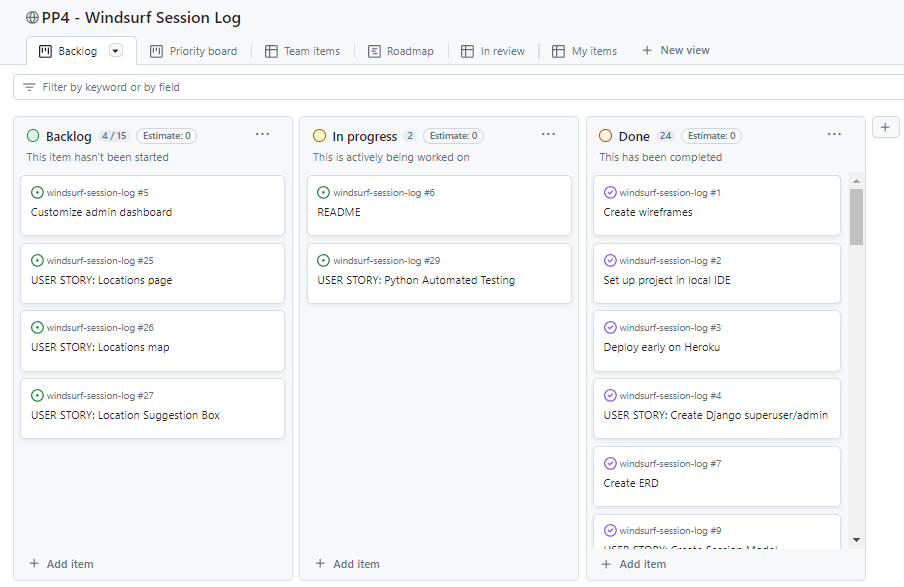 PP4 - Windsurf Session Log
Backlog
Priority board
Team items
Roadmap
In review
My items
New view
Filter by keyword or by field
Backlog 4 / 15 Estimate: 0
This item hasn't been started
windsurf-session-log #5
Customize admin dashboard
windsurf-session-log #25
USER STORY: Locations page
windsurf-session-log #26
USER STORY: Locations map
windsurf-session-log #27
USER STORY: Location Suggestion Box
Add item
In progress 2 Estimate: 0
This is actively being worked on
windsurf-session-log #6
README
windsurf-session-log #29
USER STORY: Python Automated Testing
Add item
Done 24 Estimate: 0
This has been completed
windsurf-session-log #1
Create wireframes
windsurf-session-log #2
Set up project in local IDE
windsurf-session-log #3
Deploy early on Heroku
windsurf-session-log #4
USER STORY: Create Django superuser/admin
windsurf-session-log #7
Create ERD
windsurf-session-log #9
USER STORY: Create Session Model
Add item